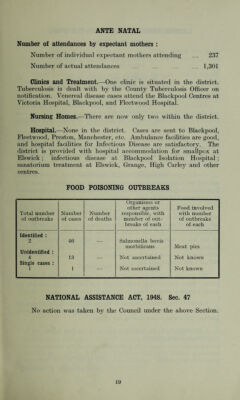 ANTE NATAL
Number of attendances by expectant mothers :
Number of individual expectant mothers attending ... 237
Number of actual attendances ... ... ... 1,301
Clinics and Treatment.—One clinic is situated in the district.
Tuberculosis is dealt with by the County Tuberculosis Officer on
notification. Venereal disease cases attend the Blackpool Centres at
Victoria Hospital, Blackpool, and Fleetwood Hospital.
Nursing Homes.—There are now only two within the district.
Hospital.—None in the district. Cases are sent to Blackpool,
Fleetwood, Preston, Manchester, etc. Ambulance facilities are good,
and hospital facilities for Infectious Disease are satisfactory. The
district is provided with hospital accommodation for smallpox at
Elswick ; infectious disease at Blackpool Isolation Hospital ;
sanatorium treatment at Elswick, Grange, High Carley and other
centres.
FOOD POISONING OUTBREAKS
Total number of outbreaks
Number of cases
Number of deaths
Organisms or other agents responsible, with number of out-breaks of each
Food involved with number of outbreaks of each
Identified :
2 46 ... Salmonella bovis morbificans Meat pies
Unidentified :
4 13 ... Not ascertained Not known
Single cases :
1 ... Not ascertained Not known
NATIONAL ASSISTANCE ACT, 1948. Sec. 47
No action was taken by the Council under the above Section.
19